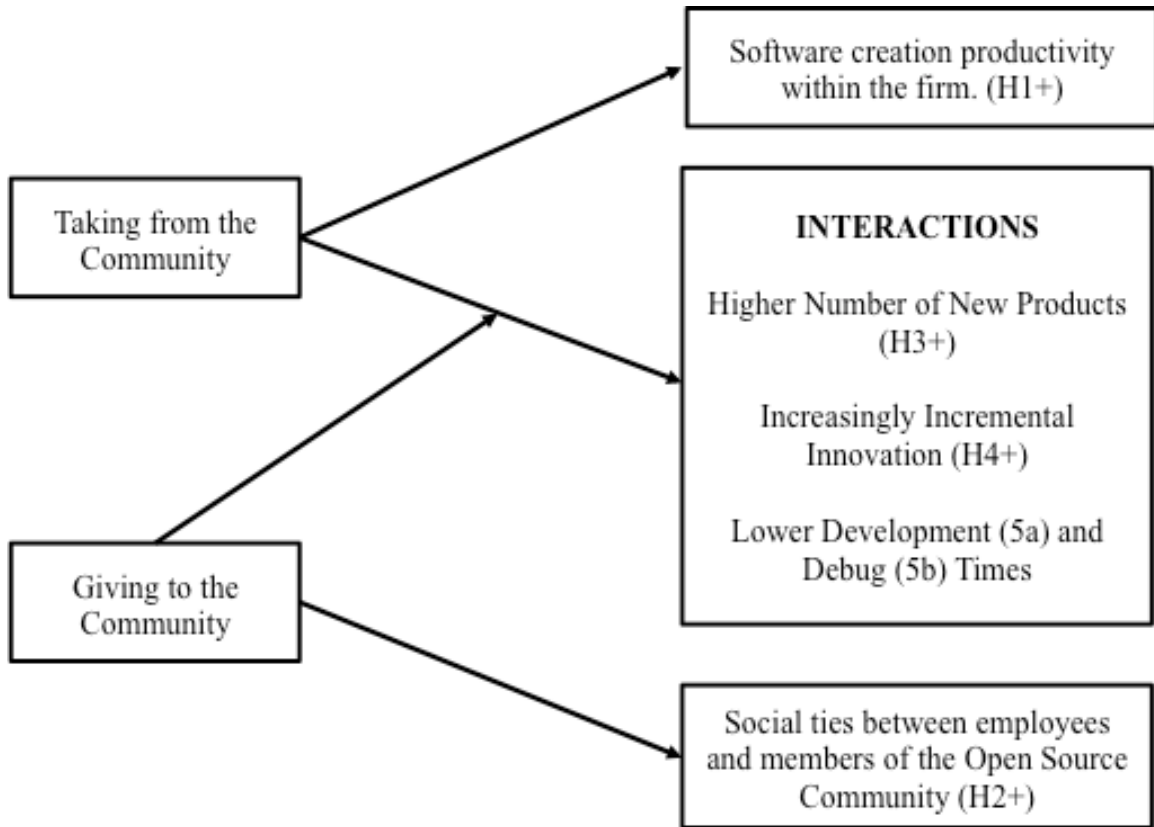 Software creation productivity
within the firm. (H1+)
Taking from the
Community
INTERACTIONS
Higher Number of New Products
(H3+)
Increasingly Incremental
Innovation (H4+)
Lower Development (5a) and
Debug (5b) Times
Giving to the
Community
Social ties between employees
and members of the Open Source
Community (H2+)